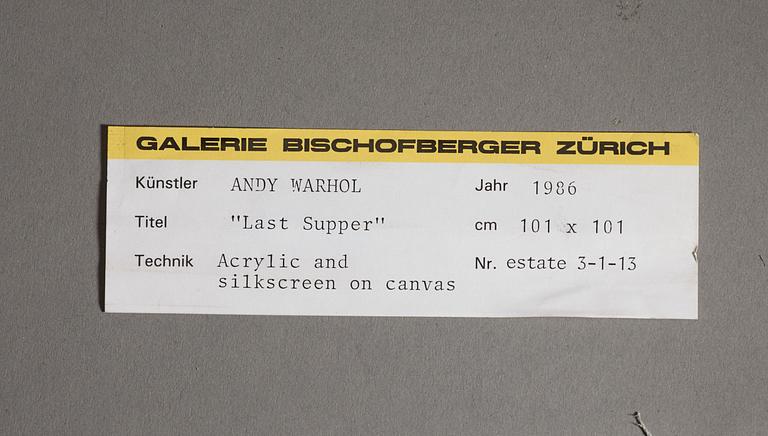 GALERIE BISCHOFBERGER ZÜRICH
Künstler ANDY WARHOL Jahr 1986
Titel "Last Supper" cm 101 x 101
Technik Acrylic and Nr. estate 3-1-13
silkscreen on canvas